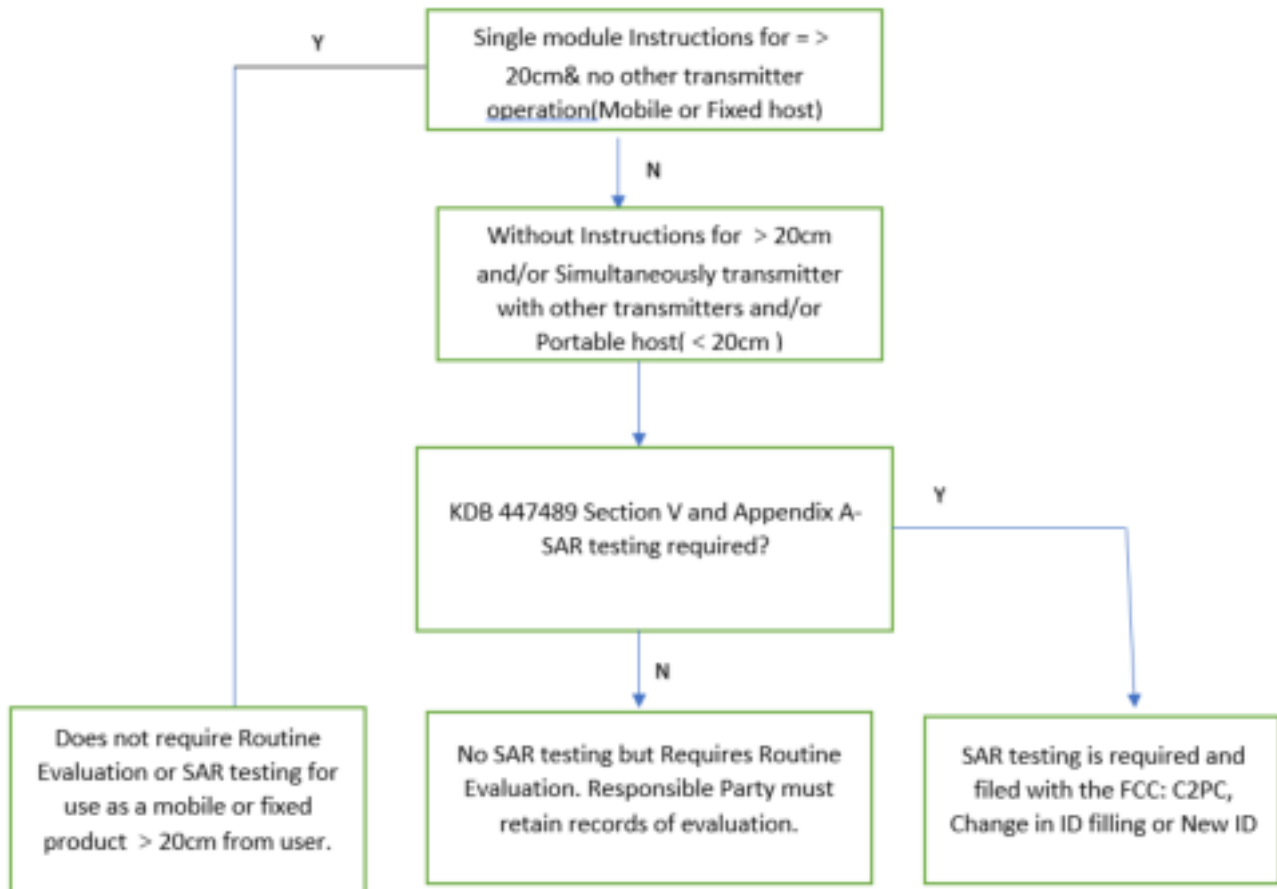 Y
Single module Instructions for = >
20cm& no other transmitter
operation(Mobile or Fixed host)
N
Without Instructions for > 20cm
and/or Simultaneously transmitter
with other transmitters and/or
Portable host( < 20cm )
KDB 447489 Section V and Appendix A-
SAR testing required?
Y
N
Does not require Routine
Evaluation or SAR testing for
use as a mobile or fixed
product > 20cm from user.
No SAR testing but Requires Routine
Evaluation. Responsible Party must
retain records of evaluation.
SAR testing is required and
filed with the FCC: C2PC,
Change in ID filling or New ID